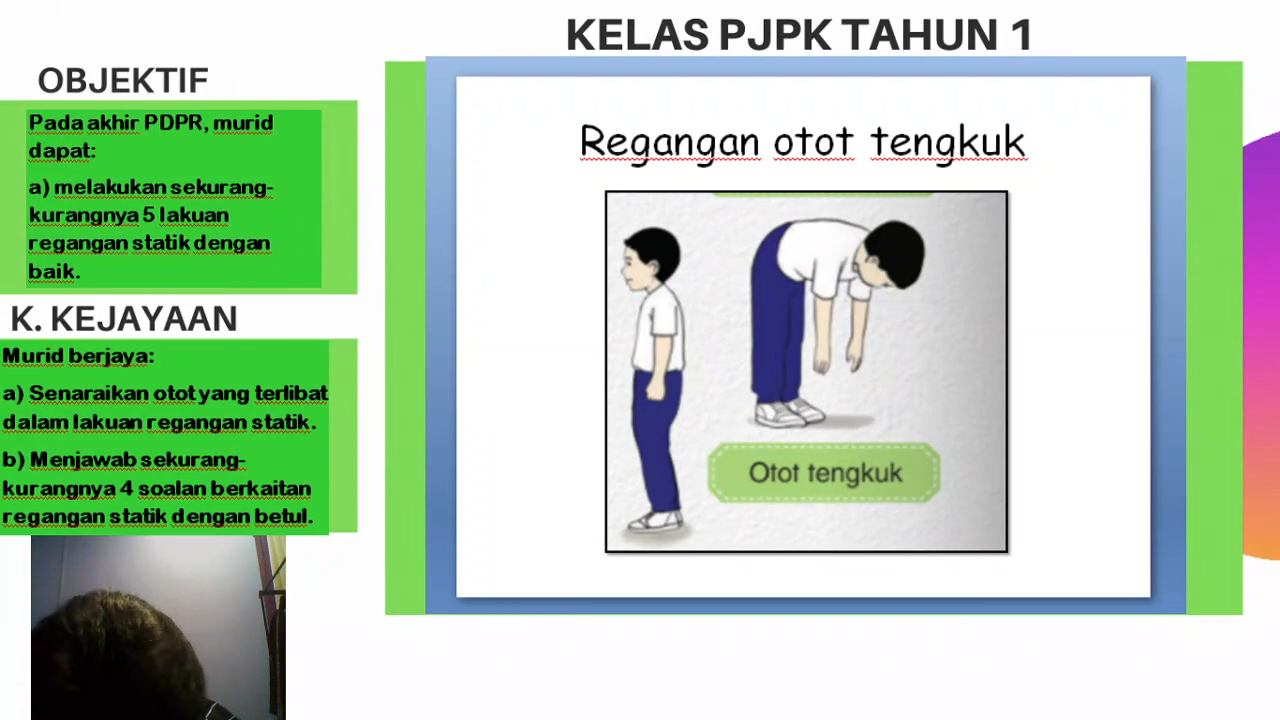 KELAS PJPK TAHUN 1
OBJEKTIF
Pada akhir PDPR, murid
dapat:
a) melakukan sekurang-
kurangnya 5 lakuan
regangan statik dengan
baik.
K. KEJAYAAN
Murid berjaya:
a) Senaraikan otot yang terlibat
dalam lakuan regangan statik.
b) Menjawab sekurang-
kurangnya 4 soalan berkaitan
regangan statik dengan betul.
Regangan otot tengkuk
Otot tengkuk